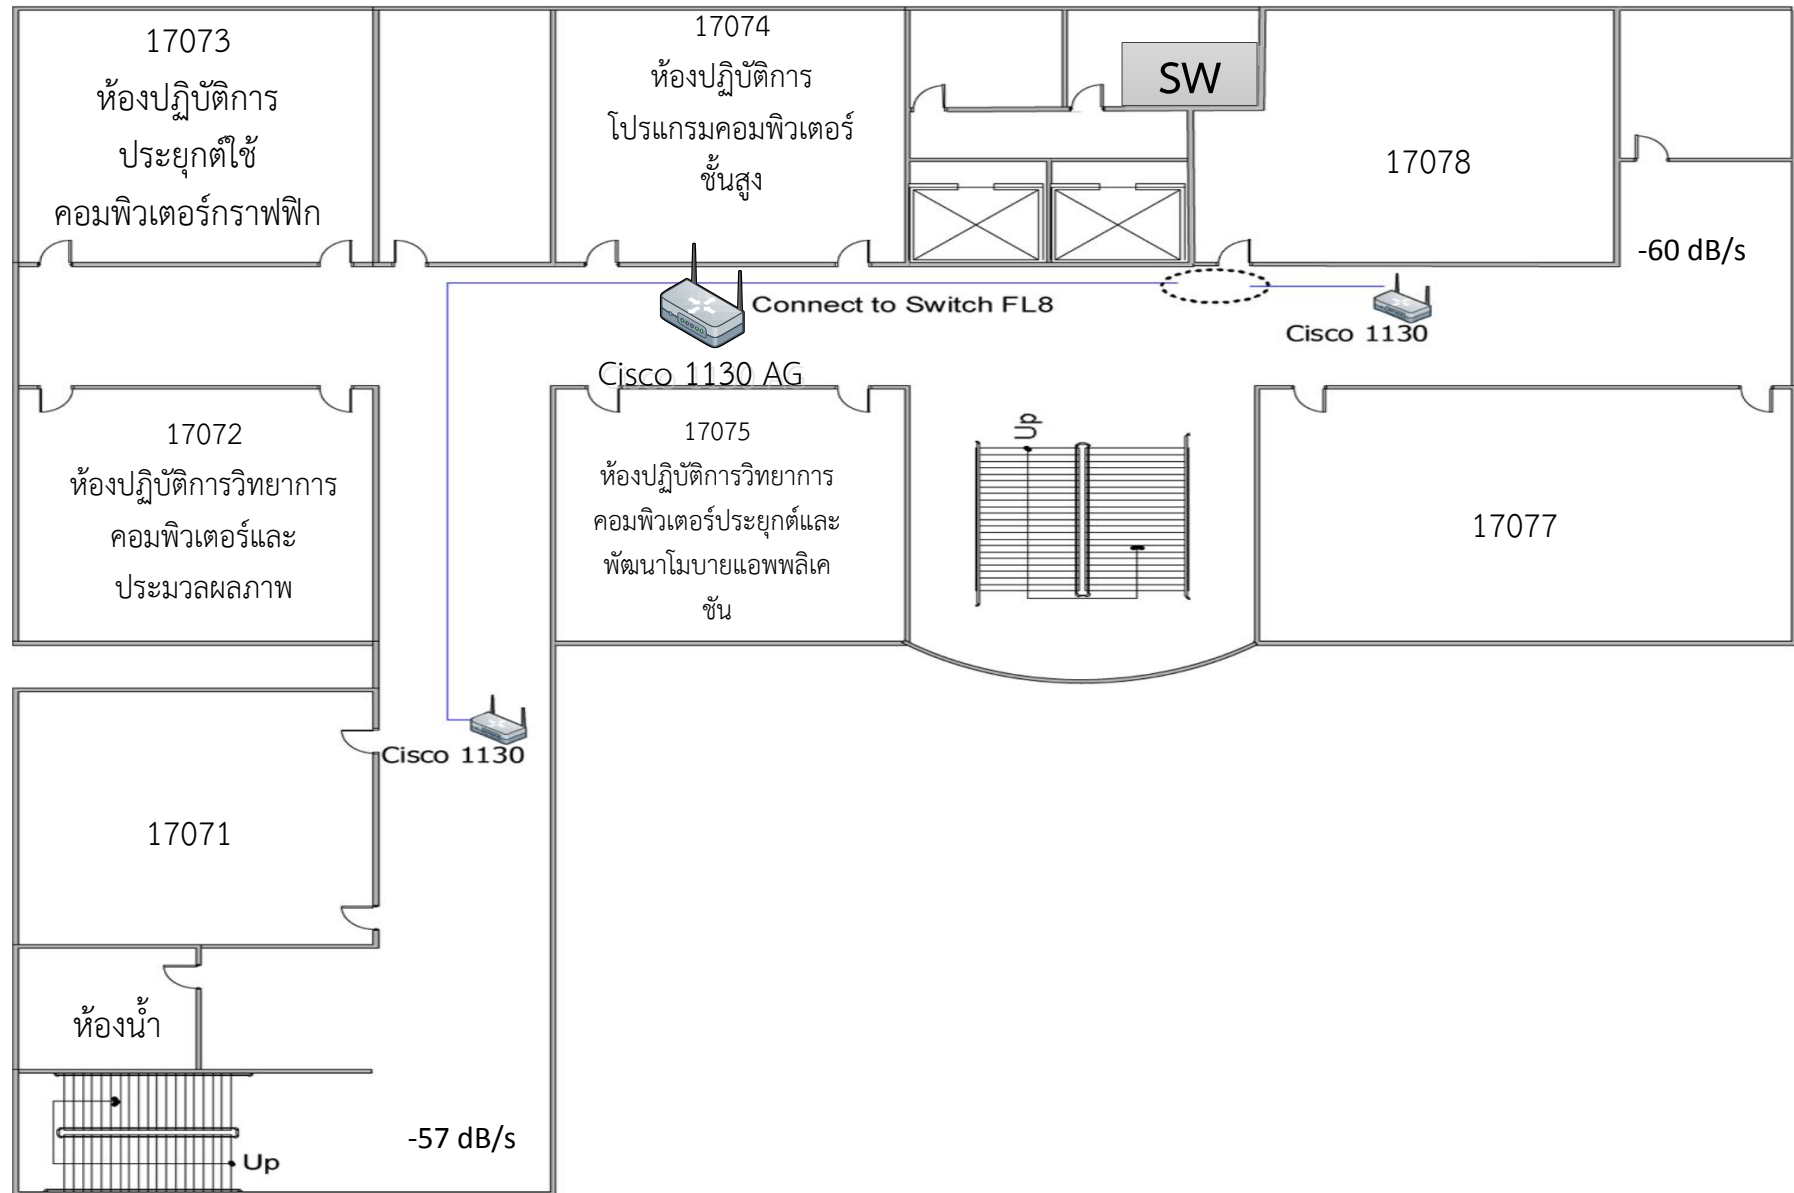 17073
ห้องปฏิบัติการ
ประยุกต์ใช้
คอมพิวเตอร์กราฟฟิก
17074
ห้องปฏิบัติการ
โปรแกรมคอมพิวเตอร์
ชั้นสูง
SW
17078
-60 dB/s
Connect to Switch FL8
Cisco 1130
Cisco 1130 AG
17072
ห้องปฏิบัติการวิทยาการ
คอมพิวเตอร์และ
ประมวลผลภาพ
17075
ห้องปฏิบัติการวิทยาการ
คอมพิวเตอร์ประยุกต์และ
พัฒนาโมบายแอพพลิเค
ชัน
Up
17077
Cisco 1130
17071
ห้องน้ำ
Up
-57 dB/s